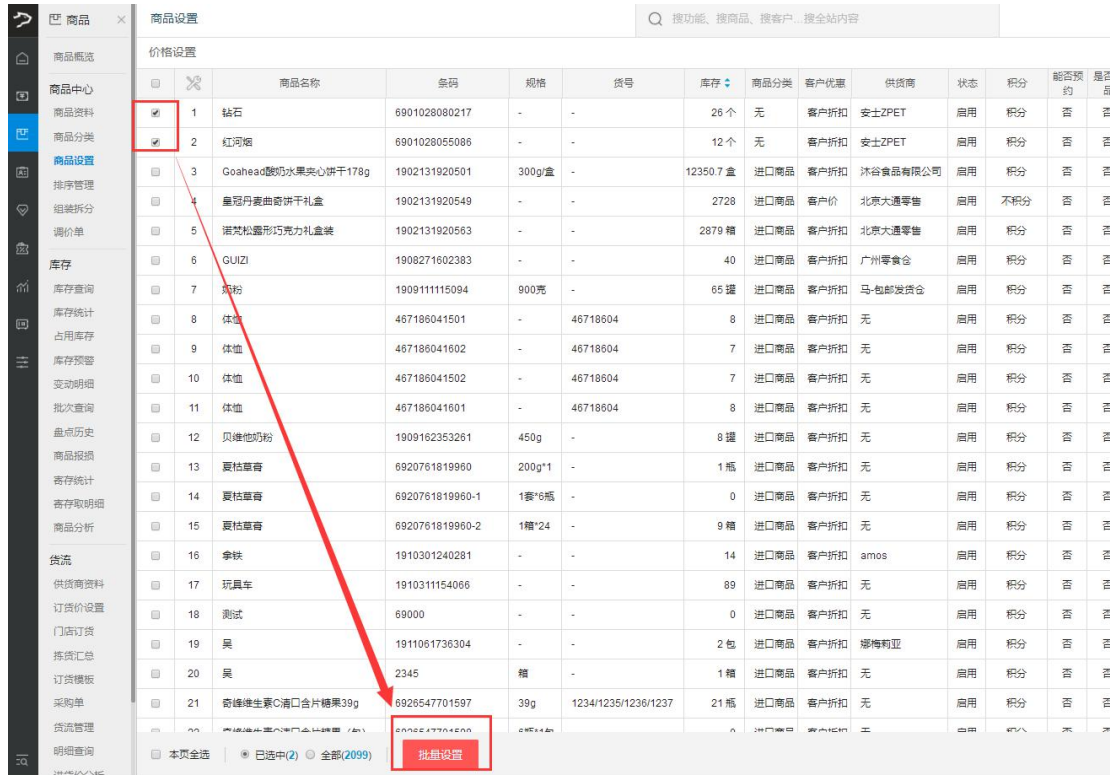 商品 ×
商品概览
商品中心
商品资料
商品分类
商品设置
排序管理
组装拆分
调价单
库存
库存查询
库存统计
占用库存
库存预警
变动明细
批次查询
盘点历史
商品报损
寄存统计
寄存取明细
商品分析
货流
供货商资料
订货价设置
门店订货
拣货汇总
订货模板
采购单
货流管理
明细查询
商品设置
搜功能、搜商品、搜客户...搜全站内容
价格设置
商品名称 条码 规格 货号 库存 商品分类 客户优惠 供货商 状态 积分 能否预约
1 钻石 6901028080217 - - 26个 无 客户折扣 安士ZPET 启用 积分 否
2 红河烟 6901028055086 - - 12个 无 客户折扣 安士ZPET 启用 积分 否
3 Goahead酸奶水果夹心饼干178g 1902131920501 300g/盒 - 12350.7盒 进口商品 客户折扣 沐谷食品有限公司 启用 积分 否
4 皇冠丹麦曲奇饼干礼盒 1902131920549 - - 2728 进口商品 客户价 北京大通零售 启用 不积分 否
5 诺梵松露形巧克力礼盒装 1902131920563 - - 2879箱 进口商品 客户折扣 北京大通零售 启用 积分 否
6 GUIZI 1908271602383 - - 40 进口商品 客户折扣 广州零食仓 启用 积分 否
7 奶粉 1909111115094 900克 - 65罐 进口商品 客户折扣 马-包邮发货仓 启用 积分 否
8 体恤 467186041501 - 46718604 8 进口商品 客户折扣 无 启用 积分 否
9 体恤 467186041602 - 46718604 7 进口商品 客户折扣 无 启用 积分 否
10 体恤 467186041502 - 46718604 7 进口商品 客户折扣 无 启用 积分 否
11 体恤 467186041601 - 46718604 8 进口商品 客户折扣 无 启用 积分 否
12 贝维他奶粉 1909162353261 450g - 8罐 进口商品 客户折扣 无 启用 积分 否
13 夏枯草膏 6920761819960 200g*1 - 1瓶 进口商品 客户折扣 无 启用 积分 否
14 夏枯草膏 6920761819960-1 1套*6瓶 - 0 进口商品 客户折扣 无 启用 积分 否
15 夏枯草膏 6920761819960-2 1箱*24 - 9箱 进口商品 客户折扣 无 启用 积分 否
16 拿铁 1910301240281 - - 14 进口商品 客户折扣 amos 启用 积分 否
17 玩具车 1910311154066 - - 89 进口商品 客户折扣 无 启用 积分 否
18 测试 69000 - - 0 进口商品 客户折扣 无 启用 积分 否
19 吴 1911061736304 - - 2包 进口商品 客户折扣 娜梅莉亚 启用 积分 否
20 吴 2345 箱 - 1箱 进口商品 客户折扣 无 启用 积分 否
21 奇峰维生素C清口含片糖果39g 6926547701597 39g 1234/1235/1236/1237 21瓶 进口商品 客户折扣 无 启用 积分 否
本页全选 已选中(2) 全部(2099) 批量设置